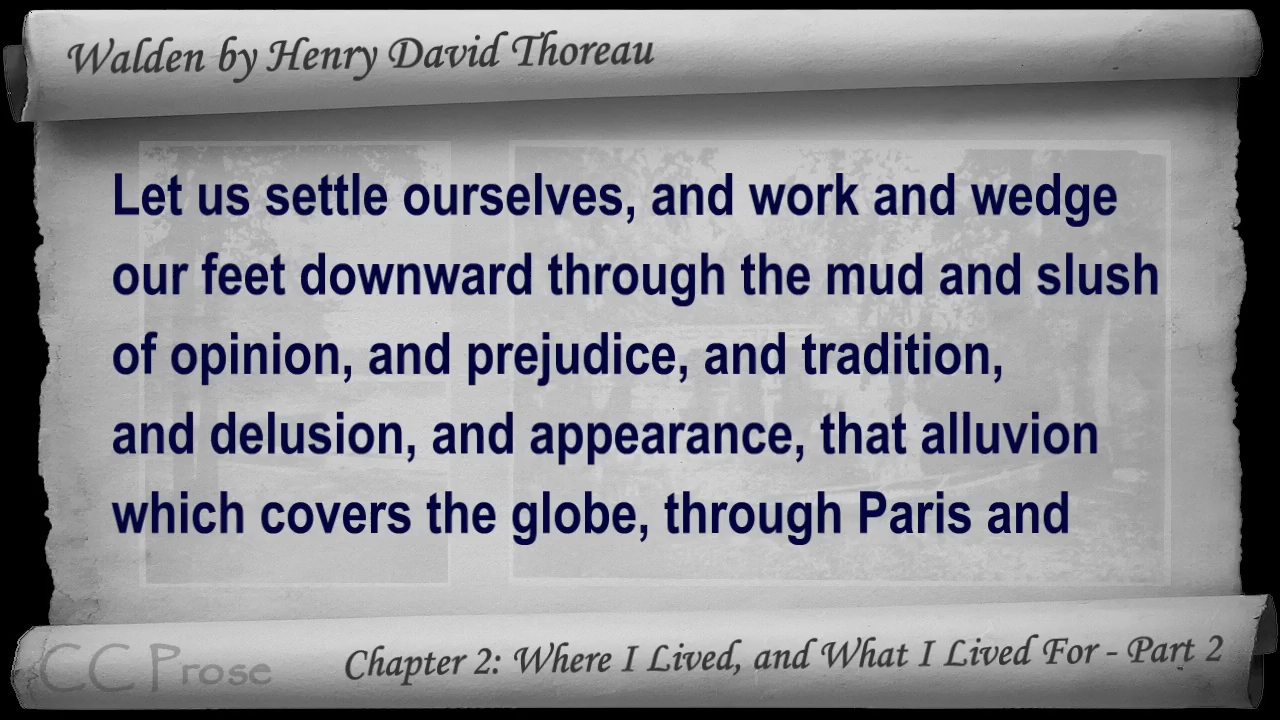 Walden by Henry David Thoreau
Let us settle ourselves, and work and wedge
our feet downward through the mud and slush
of opinion, and prejudice, and tradition,
and delusion, and appearance, that alluvion
which covers the globe, through Paris and
CC Prose
Chapter 2: Where I Lived, and What I Lived For - Part 2